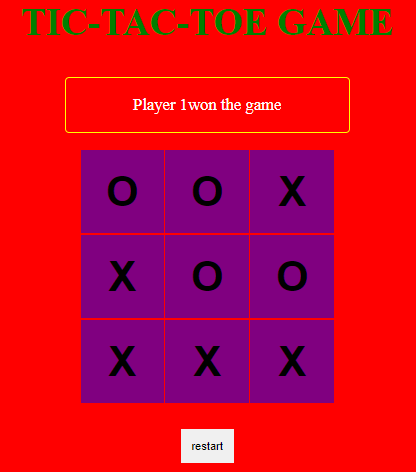 TIC-TAC-TOE GAME
Player 1won the game
O O X
X O O
X X X
restart